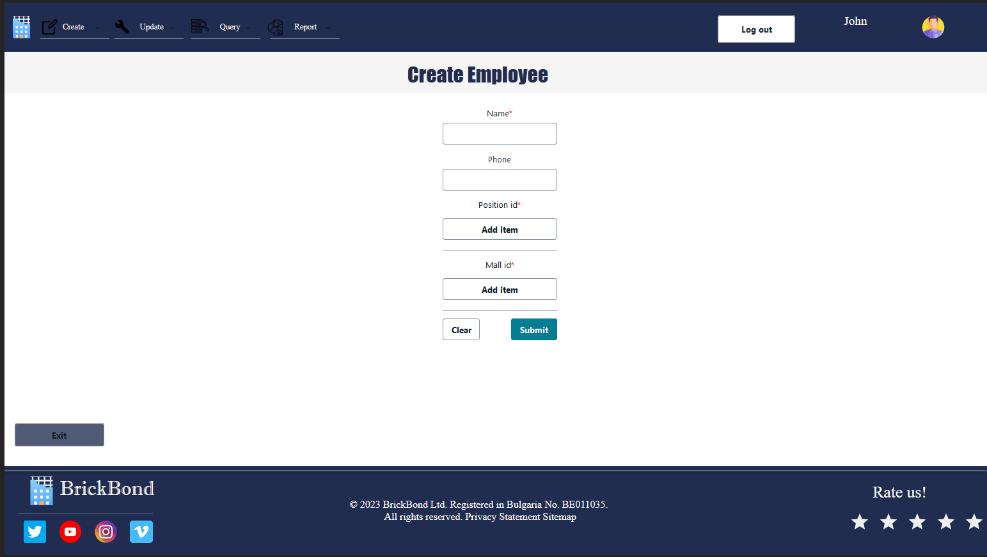 Create
Update
Query
Report
Log out
John
Create Employee
Name*
Phone
Position id*
Add item
Mall id*
Add item
Clear
Submit
Exit
BrickBond
© 2023 BrickBond Ltd. Registered in Bulgaria No. BE011035.
All rights reserved. Privacy Statement Sitemap
Rate us!